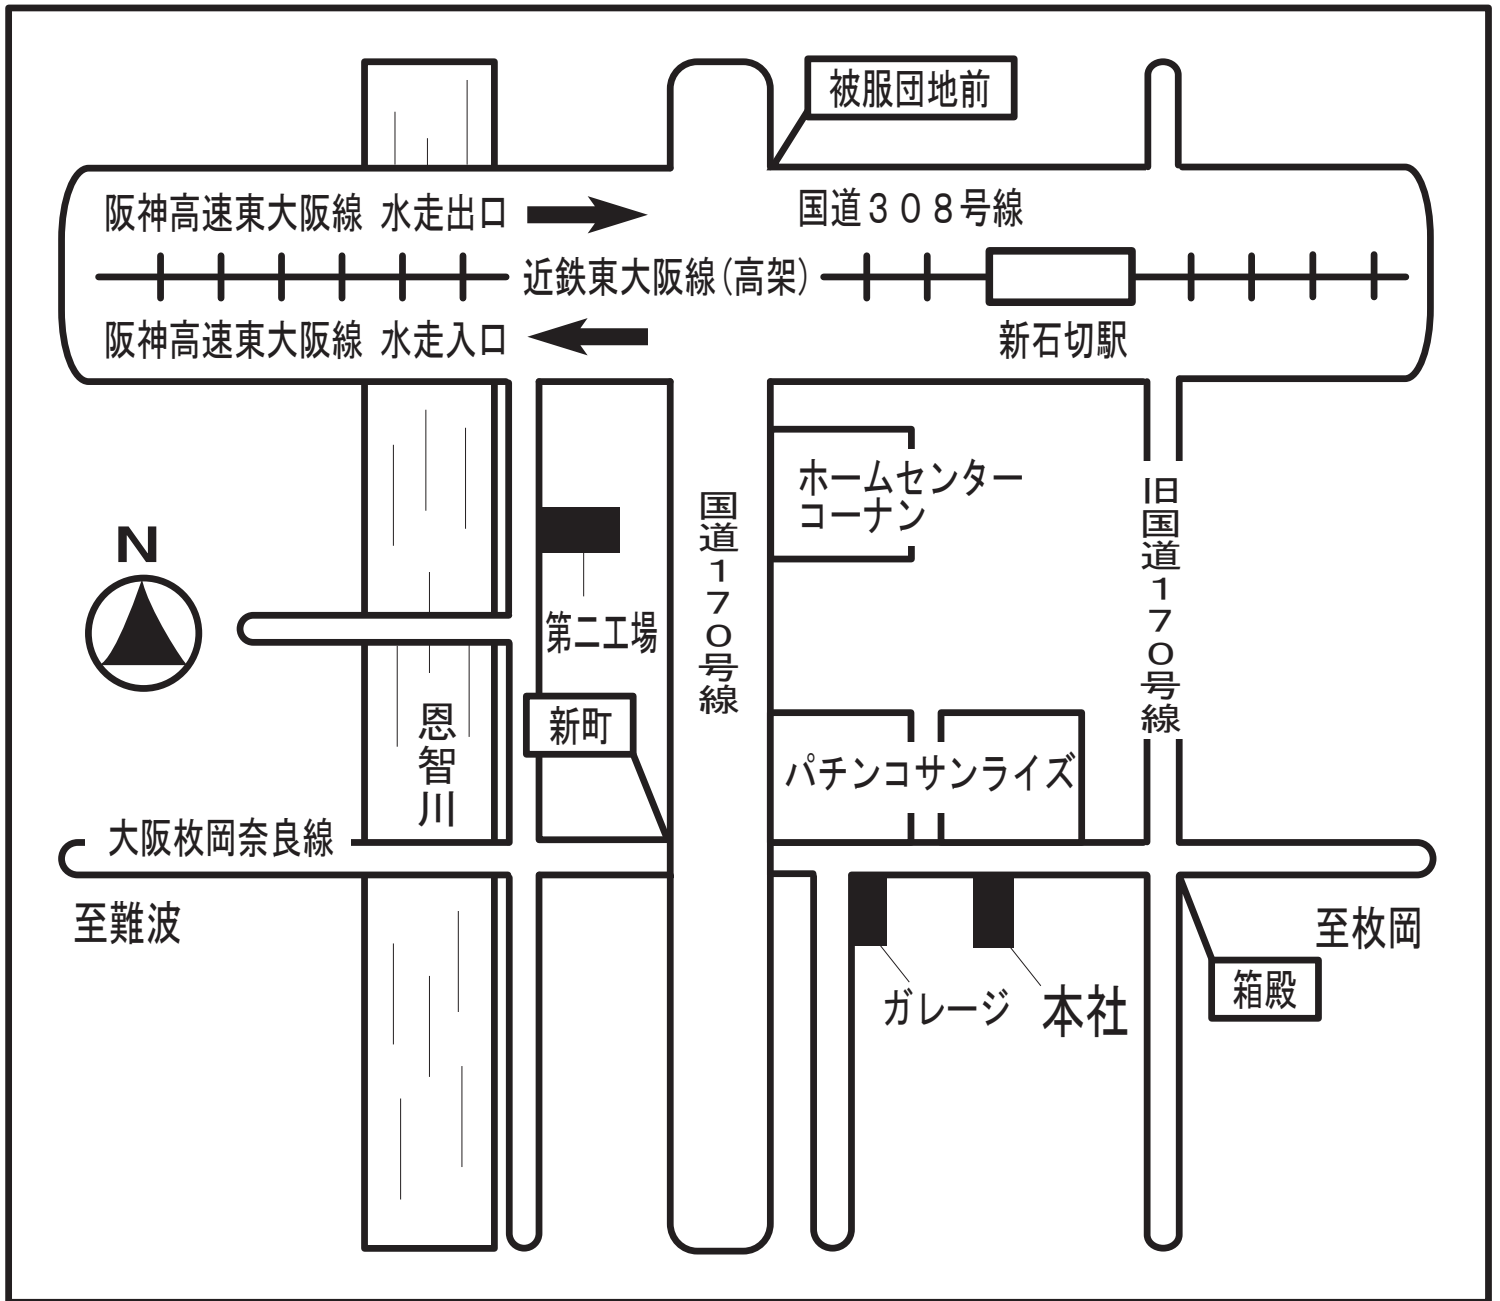 被服団地前
阪神高速東大阪線 水走出口
国道308号線
近鉄東大阪線(高架)
阪神高速東大阪線 水走入口
新石切駅
ホームセンター
コーナン
国道170号線
旧国道170号線
N
第二工場
恩智川
新町
パチンコサンライズ
大阪枚岡奈良線
至難波
至枚岡
箱殿
ガレージ
本社